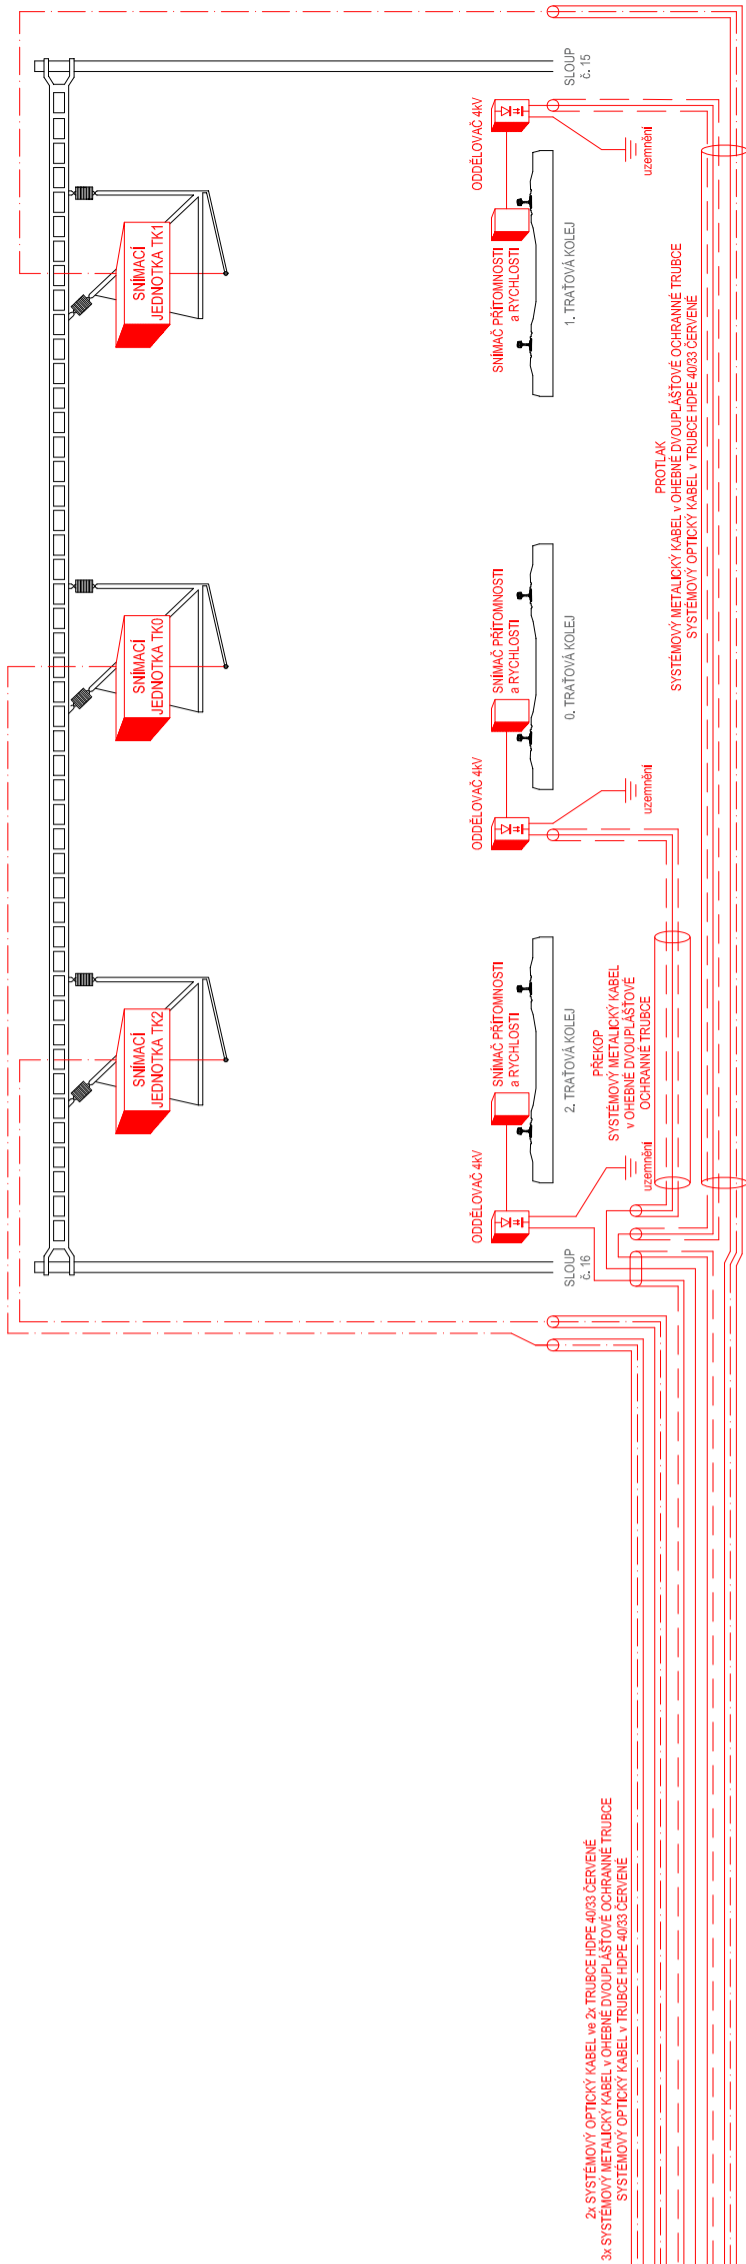 SLOUP
č. 16
SNÍMACÍ
JEDNOTKA TK2
SNÍMACÍ
JEDNOTKA TK0
SNÍMACÍ
JEDNOTKA TK1
SLOUP
č. 15
ODDĚLOVAČ 4kV
SNÍMAČ PŘÍTOMNOSTI
a RYCHLOSTI
2. TRAŤOVÁ KOLEJ
uzemnění
ODDĚLOVAČ 4kV
SNÍMAČ PŘÍTOMNOSTI
a RYCHLOSTI
0. TRAŤOVÁ KOLEJ
uzemnění
SNÍMAČ PŘÍTOMNOSTI
a RYCHLOSTI
ODDĚLOVAČ 4kV
1. TRAŤOVÁ KOLEJ
uzemnění
PŘEKOP
SYSTÉMOVÝ METALICKÝ KABEL
v OHEBNÉ DVOUPLÁŠŤOVÉ
OCHRANNÉ TRUBCE
PROTLAK
SYSTÉMOVÝ METALICKÝ KABEL v OHEBNÉ DVOUPLÁŠŤOVÉ OCHRANNÉ TRUBCE
SYSTÉMOVÝ OPTICKÝ KABEL v TRUBCE HDPE 40/33 ČERVENÉ
2x SYSTÉMOVÝ OPTICKÝ KABEL ve 2x TRUBCE HDPE 40/33 ČERVENÉ
3x SYSTÉMOVÝ METALICKÝ KABEL v OHEBNÉ DVOUPLÁŠŤOVÉ OCHRANNÉ TRUBCE
SYSTÉMOVÝ OPTICKÝ KABEL v TRUBCE HDPE 40/33 ČERVENÉ